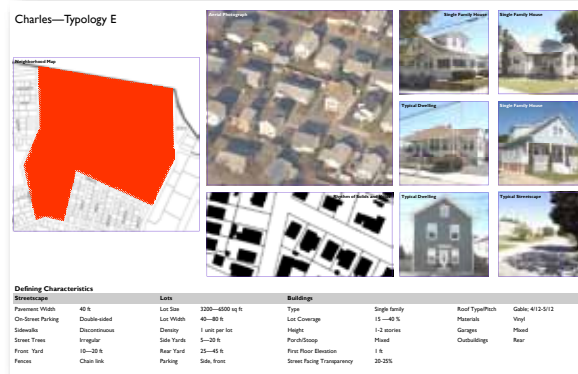 Charles—Typology E
Neighborhood Map
Aerial Photograph
Single Family House
Single Family House
Typical Dwelling
Single Family House
Rhythm of Solids and
Typical Dwelling
Typical Streetscape
Defining Characteristics
Streetscape Lots Buildings
Pavement Width 40 ft Lot Size 3200—6500 sq ft Type Single family Roof Type/Pitch Gable; 4/12-5/12
On-Street Parking Double-sided Lot Width 40—80 ft Lot Coverage 15 —40 % Materials Vinyl
Sidewalks Discontinuous Density 1 unit per lot Height 1-2 stories Garages Mixed
Street Trees Irregular Side Yards 5—20 ft Porch/Stoop Mixed Outbuildings Rear
Front Yard 10—20 ft Rear Yard 25—45 ft First Floor Elevation 1 ft
Fences Chain link Parking Side, front Street Facing Transparency 20-25%